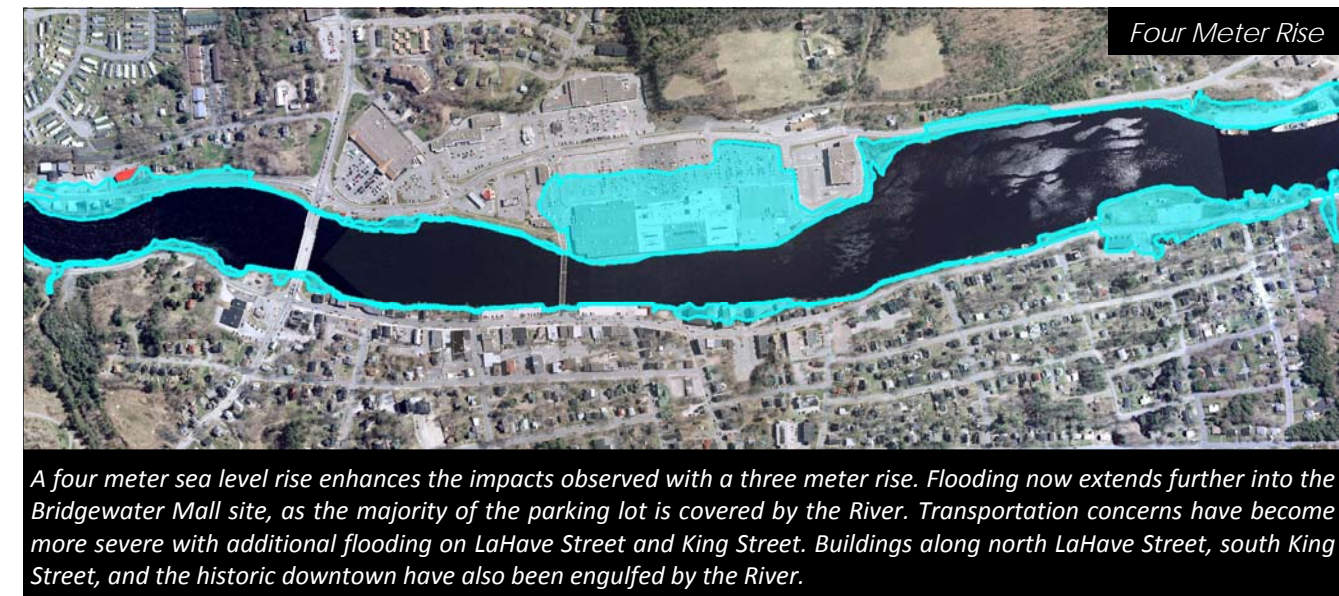 Four Meter Rise
A four meter sea level rise enhances the impacts observed with a three meter rise. Flooding now extends further into the
Bridgewater Mall site, as the majority of the parking lot is covered by the River. Transportation concerns have become
more severe with additional flooding on LaHave Street and King Street. Buildings along north LaHave Street, south King
Street, and the historic downtown have also been engulfed by the River.